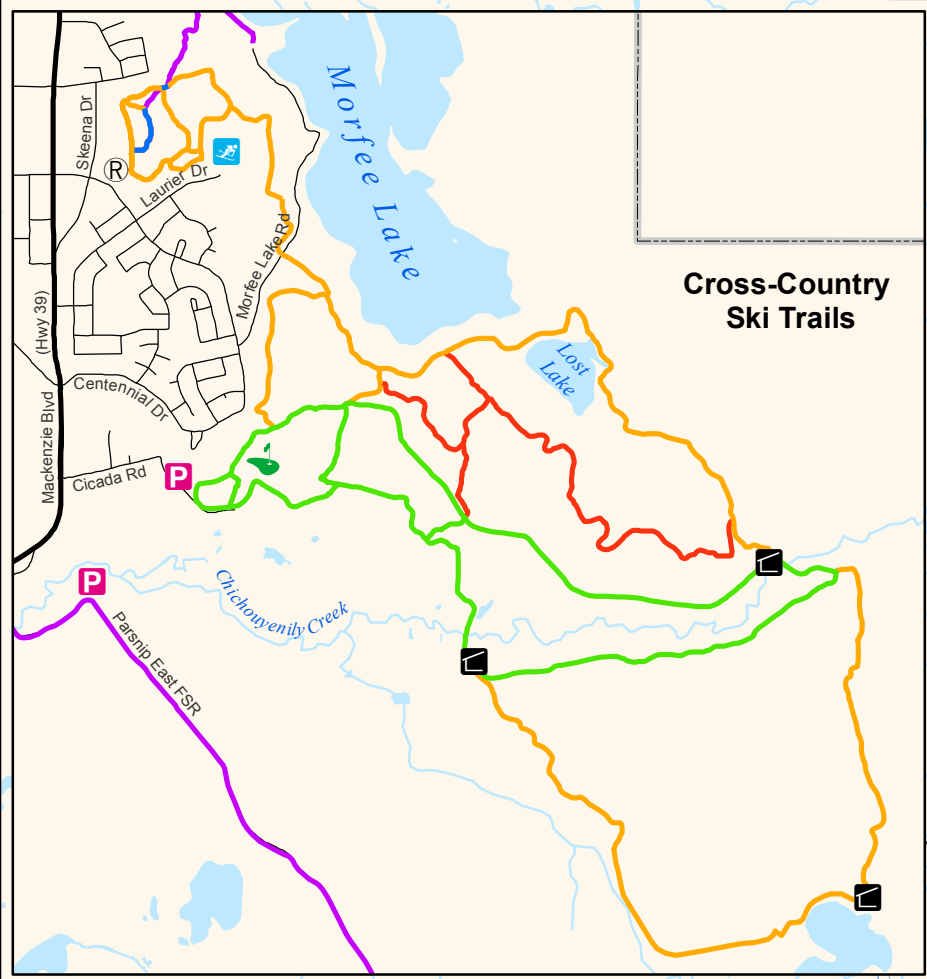 Morfee Lake
Skeena Dr
R
Laurier Dr
Morfee Lake Rd
Cross-Country
Ski Trails
(Hwy 39)
Lost
Lake
Centennial Dr
Mackenzie Blvd
Cicada Rd
P
P
Chichouyenily Creek
Parsnip East FSR